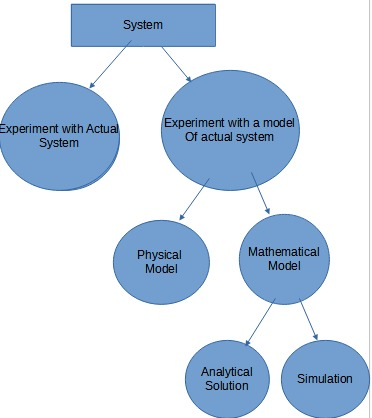 System
Experiment with Actual
System
Experiment with a model
Of actual system
Physical
Model
Mathematical
Model
Analytical
Solution
Simulation